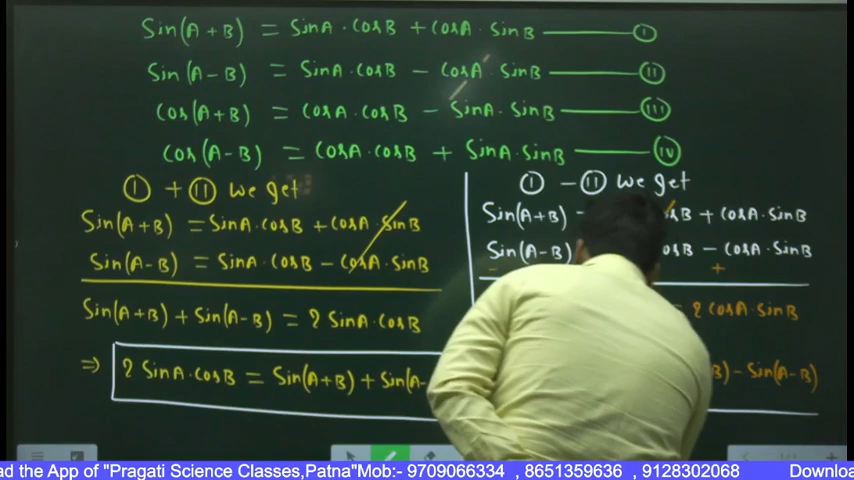 Sin(A+B) = SinA·CosB + CosA·SinB — I
Sin(A−B) = SinA·CosB − CosA·SinB — II
Cos(A+B) = CosA·CosB − SinA·SinB — III
Cos(A−B) = CosA·CosB + SinA·SinB — IV
I + II we get
Sin(A+B) = SinA·CosB + CosA·SinB
Sin(A−B) = SinA·CosB − CosA·SinB
Sin(A+B) + Sin(A−B) = 2 SinA·CosB
⇒ 2 SinA·CosB = Sin(A+B) + Sin(A−
I − II we get
Sin(A+B) = sB + CosA·SinB
Sin(A−B) CosB − CosA·SinB
− +
= 2 CosA·SinB
B) − Sin(A−B)
ad the App of "Pragati Science Classes,Patna"Mob:- 9709066334 , 8651359636 , 9128302068 Downloa